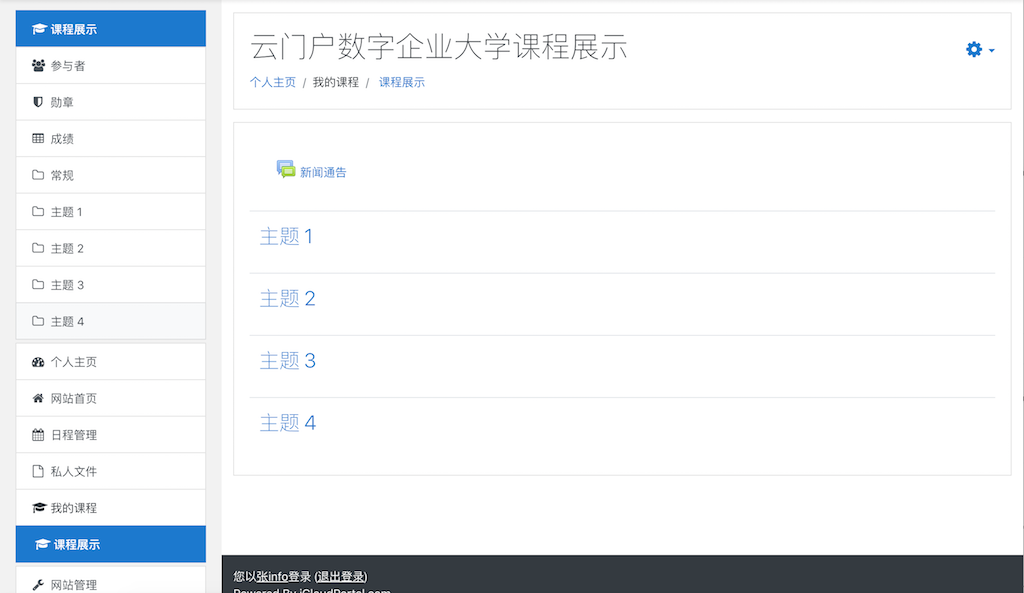 课程展示
参与者
勋章
成绩
常规
主题 1
主题 2
主题 3
主题 4
个人主页
网站首页
日程管理
私人文件
我的课程
课程展示
网站管理
云门户数字企业大学课程展示
个人主页 / 我的课程 / 课程展示
新闻通告
主题 1
主题 2
主题 3
主题 4
您以张info登录 (退出登录)
Powered By iCloudPortal.com